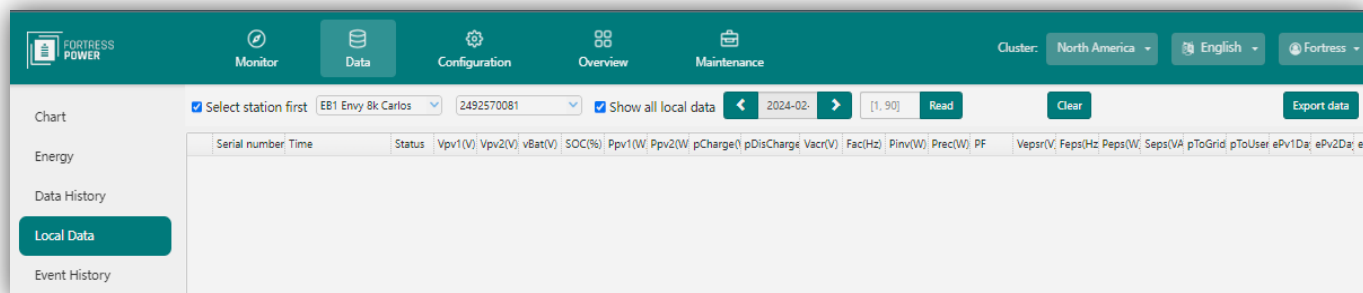 FORTRESS
POWER
Monitor
Data
Configuration
Overview
Maintenance
Cluster:
North America
English
Fortress
Chart
Energy
Data History
Local Data
Event History
Select station first
EB1 Envy 8k Carlos
2492570081
Show all local data
2024-02-
[1, 90]
Read
Clear
Export data
Serial number Time Status Vpv1(V) Vpv2(V) vBat(V) SOC(%) Ppv1(W Ppv2(W pCharge( pDisCharge Vacr(V) Fac(Hz) Pinv(W) Prec(W) PF Vepsr(V Feps(Hz Peps(W Seps(VA pToGrid pToUser ePv1Da ePv2Da e